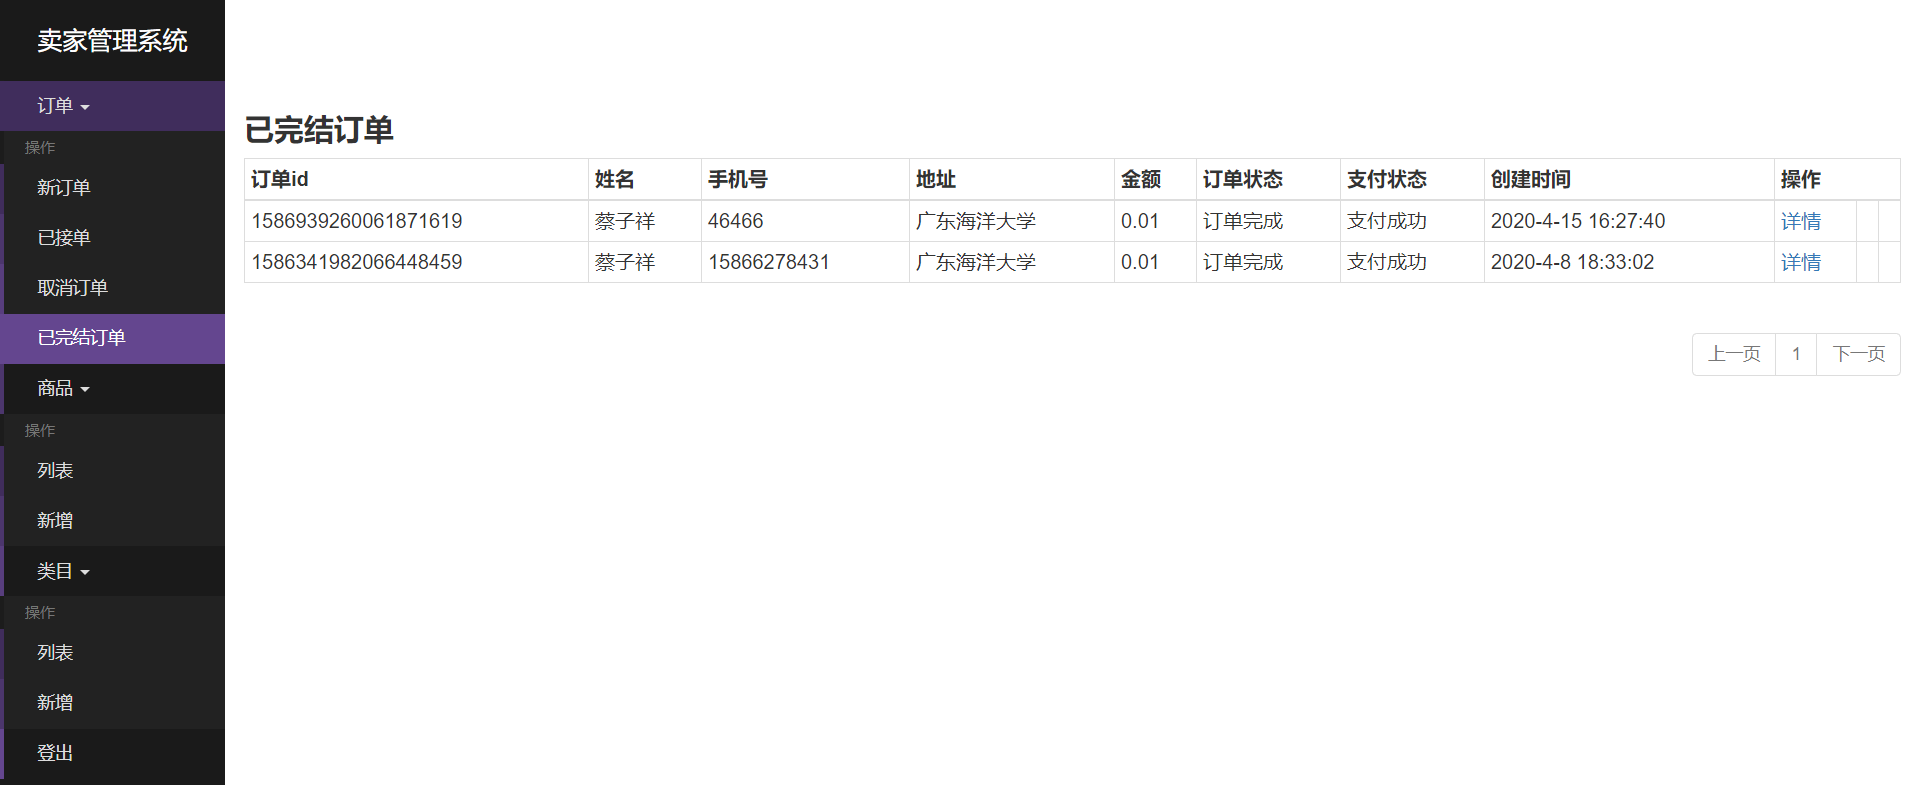 卖家管理系统
订单
操作
新订单
已接单
取消订单
已完结订单
商品
操作
列表
新增
类目
操作
列表
新增
登出
已完结订单
订单id 姓名 手机号 地址 金额 订单状态 支付状态 创建时间 操作
1586939260061871619 蔡子祥 46466 广东海洋大学 0.01 订单完成 支付成功 2020-4-15 16:27:40 详情
1586341982066448459 蔡子祥 15866278431 广东海洋大学 0.01 订单完成 支付成功 2020-4-8 18:33:02 详情
上一页 1 下一页